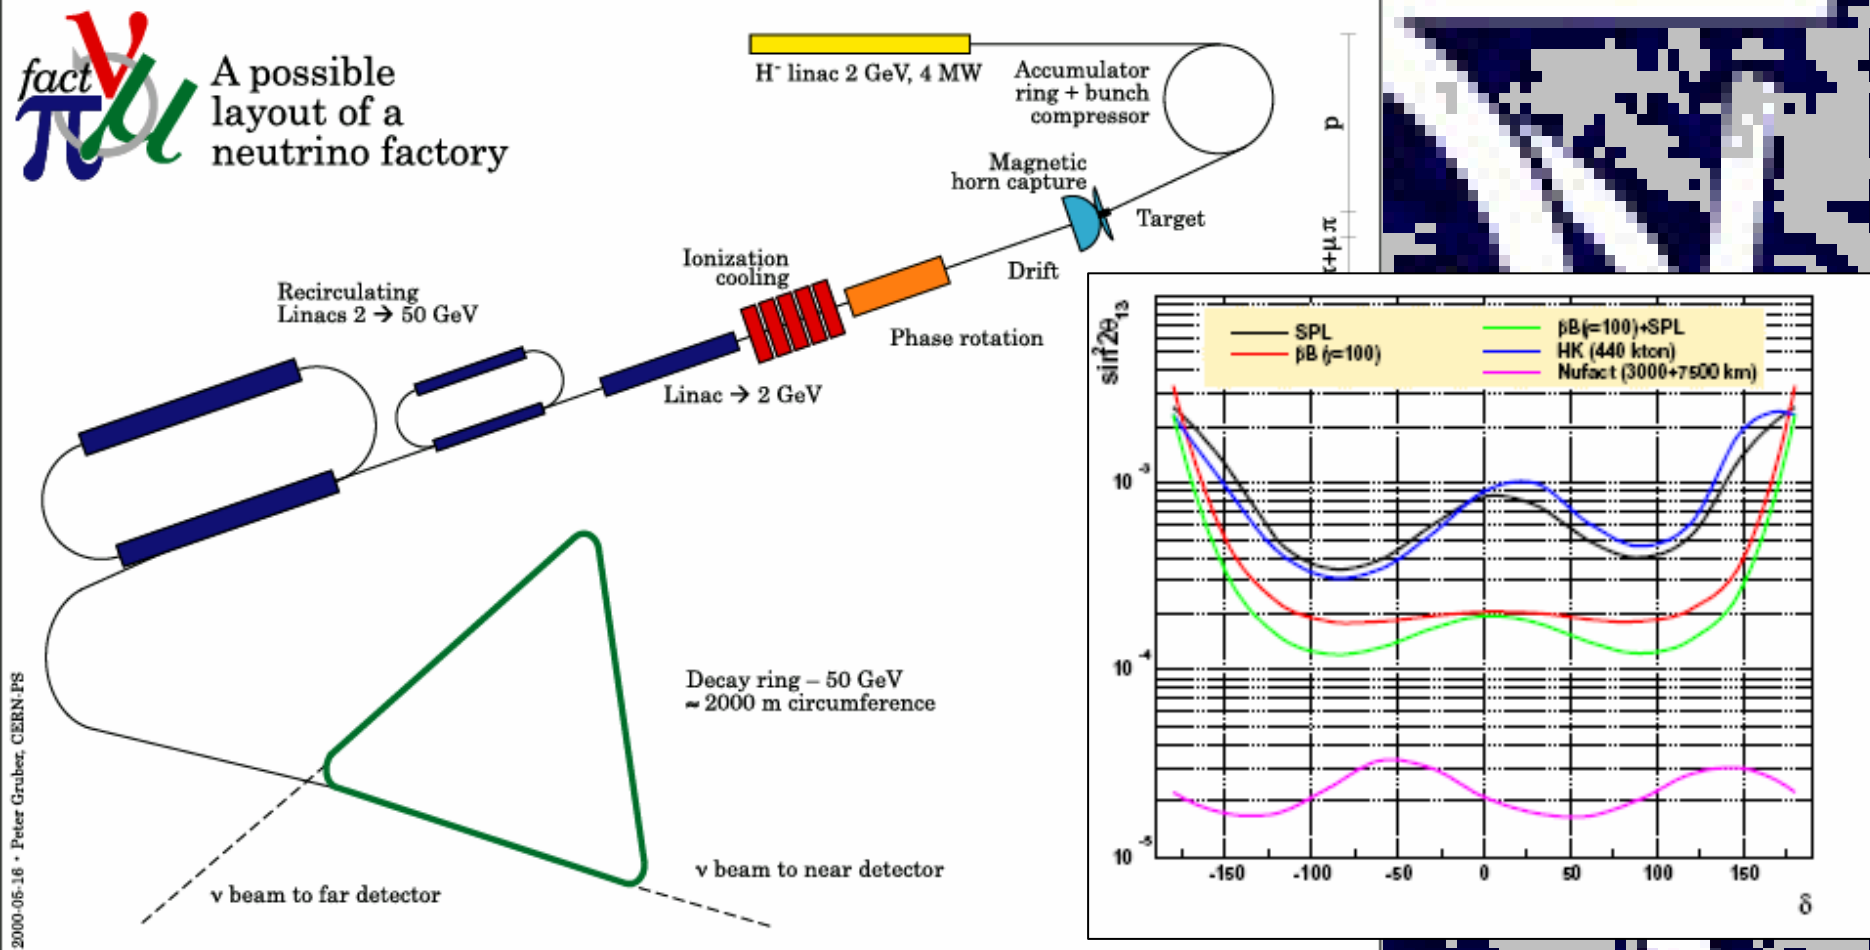 fact
ν
π
μ
A possible
layout of a
neutrino factory
H⁻ linac 2 GeV, 4 MW
Accumulator
ring + bunch
compressor
Magnetic
horn capture
Target
Drift
Ionization
cooling
Phase rotation
Recirculating
Linacs 2 → 50 GeV
Linac → 2 GeV
Decay ring – 50 GeV
≈ 2000 m circumference
ν beam to far detector
ν beam to near detector
2000-05-16 • Peter Gruber, CERN-PS
p
sin²2θ₁₃
SPL
βB(γ=100)
βB(γ=100)+SPL
HK (440 kton)
Nufact (3000+7500 km)
10⁻³
10⁻⁴
10⁻⁵
-150 -100 -50 0 50 100 150
δ